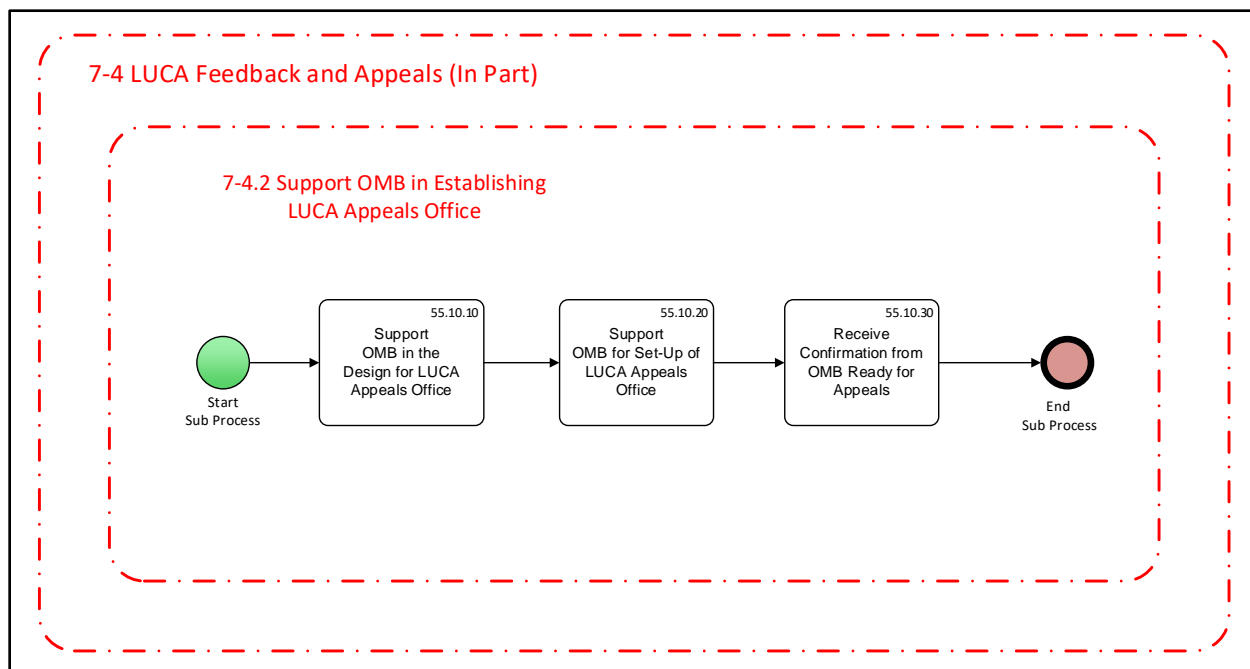 7-4 LUCA Feedback and Appeals (In Part)
7-4.2 Support OMB in Establishing
LUCA Appeals Office
55.10.10
Support
OMB in the
Design for LUCA
Appeals Office
55.10.20
Support
OMB for Set-Up of
LUCA Appeals
Office
55.10.30
Receive
Confirmation from
OMB Ready for
Appeals
Start
Sub Process
End
Sub Process